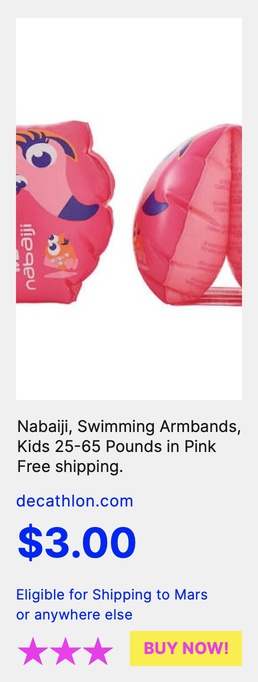 nabaiji
Nabaiji, Swimming Armbands,
Kids 25-65 Pounds in Pink
Free shipping.
decathlon.com
$3.00
Eligible for Shipping to Mars
or anywhere else
BUY NOW!